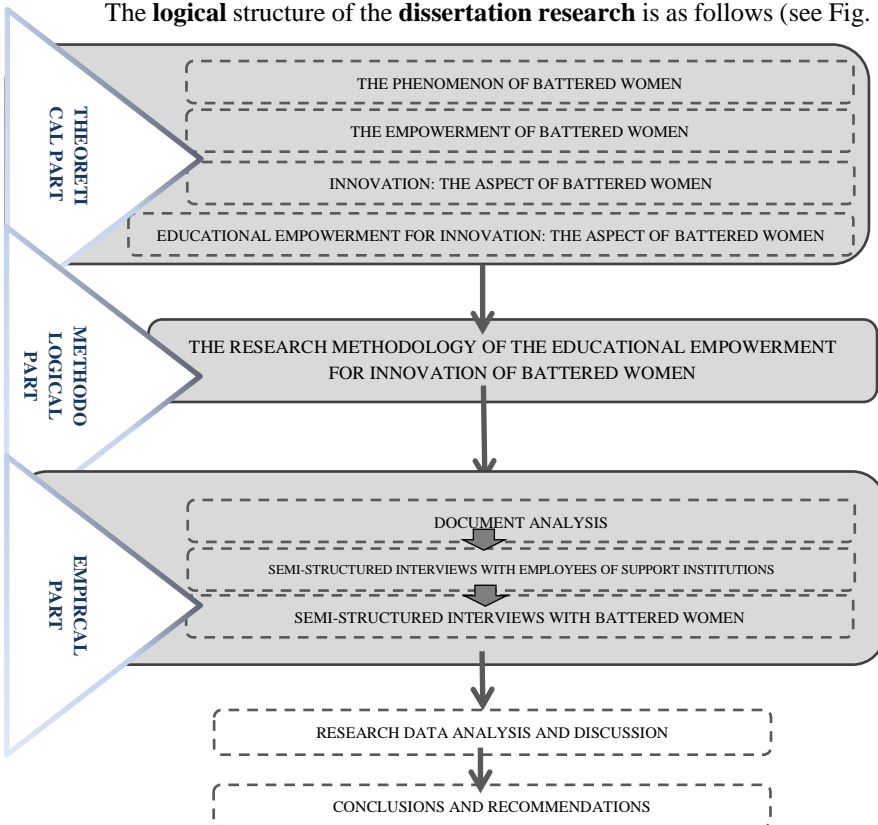 The logical structure of the dissertation research is as follows (see Fig.
THEORETI
CAL PART
THE PHENOMENON OF BATTERED WOMEN
THE EMPOWERMENT OF BATTERED WOMEN
INNOVATION: THE ASPECT OF BATTERED WOMEN
EDUCATIONAL EMPOWERMENT FOR INNOVATION: THE ASPECT OF BATTERED WOMEN
METHODO
LOGICAL
PART
THE RESEARCH METHODOLOGY OF THE EDUCATIONAL EMPOWERMENT
FOR INNOVATION OF BATTERED WOMEN
EMPIRCAL
PART
DOCUMENT ANALYSIS
SEMI-STRUCTURED INTERVIEWS WITH EMPLOYEES OF SUPPORT INSTITUTIONS
SEMI-STRUCTURED INTERVIEWS WITH BATTERED WOMEN
RESEARCH DATA ANALYSIS AND DISCUSSION
CONCLUSIONS AND RECOMMENDATIONS